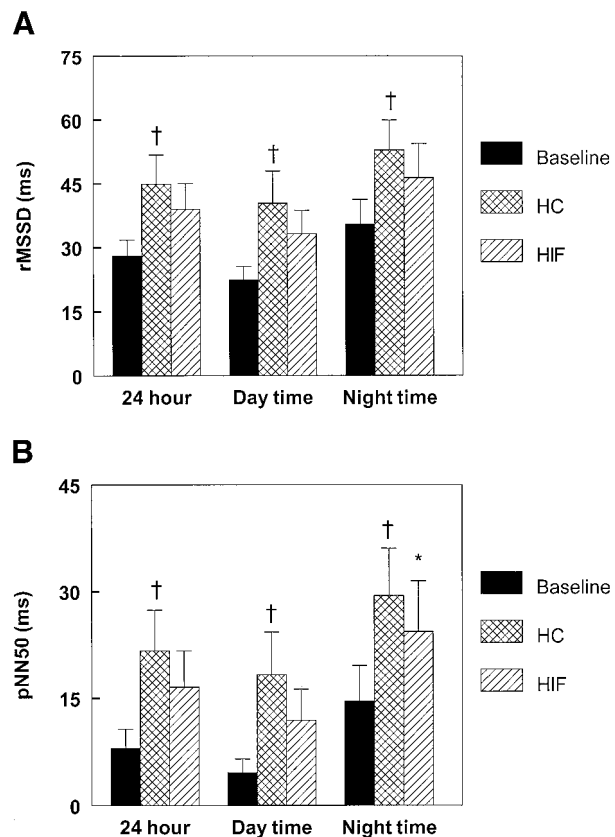 A
75
60
45
30
15
0
rMSSD (ms)
† † †
24 hour Day time Night time
Baseline
HC
HIF
B
45
30
15
0
pNN50 (ms)
† † † *
24 hour Day time Night time
Baseline
HC
HIF